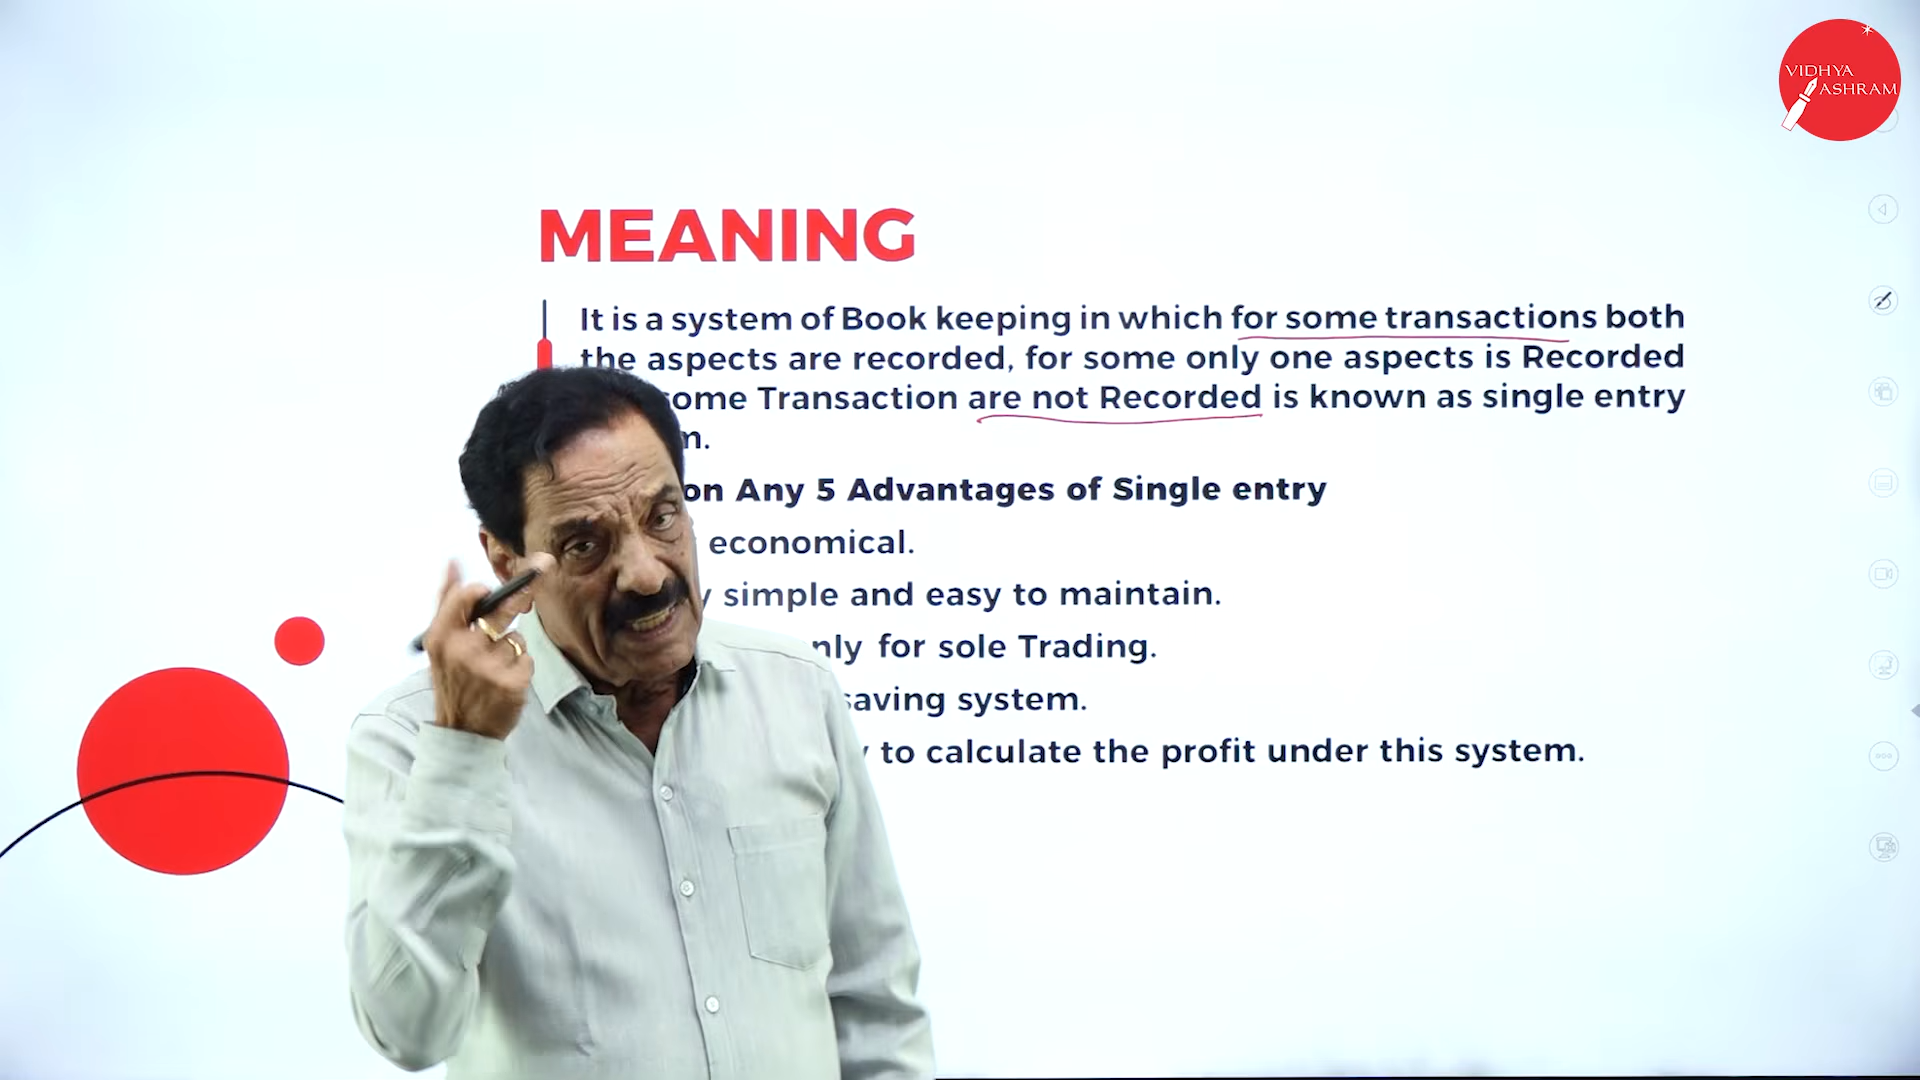 VIDHYA
ASHRAM
MEANING
It is a system of Book keeping in which for some transactions both
the aspects are recorded, for some only one aspects is Recorded
some Transaction are not Recorded is known as single entry
on Any 5 Advantages of Single entry
economical.
simple and easy to maintain.
for sole Trading.
saving system.
to calculate the profit under this system.